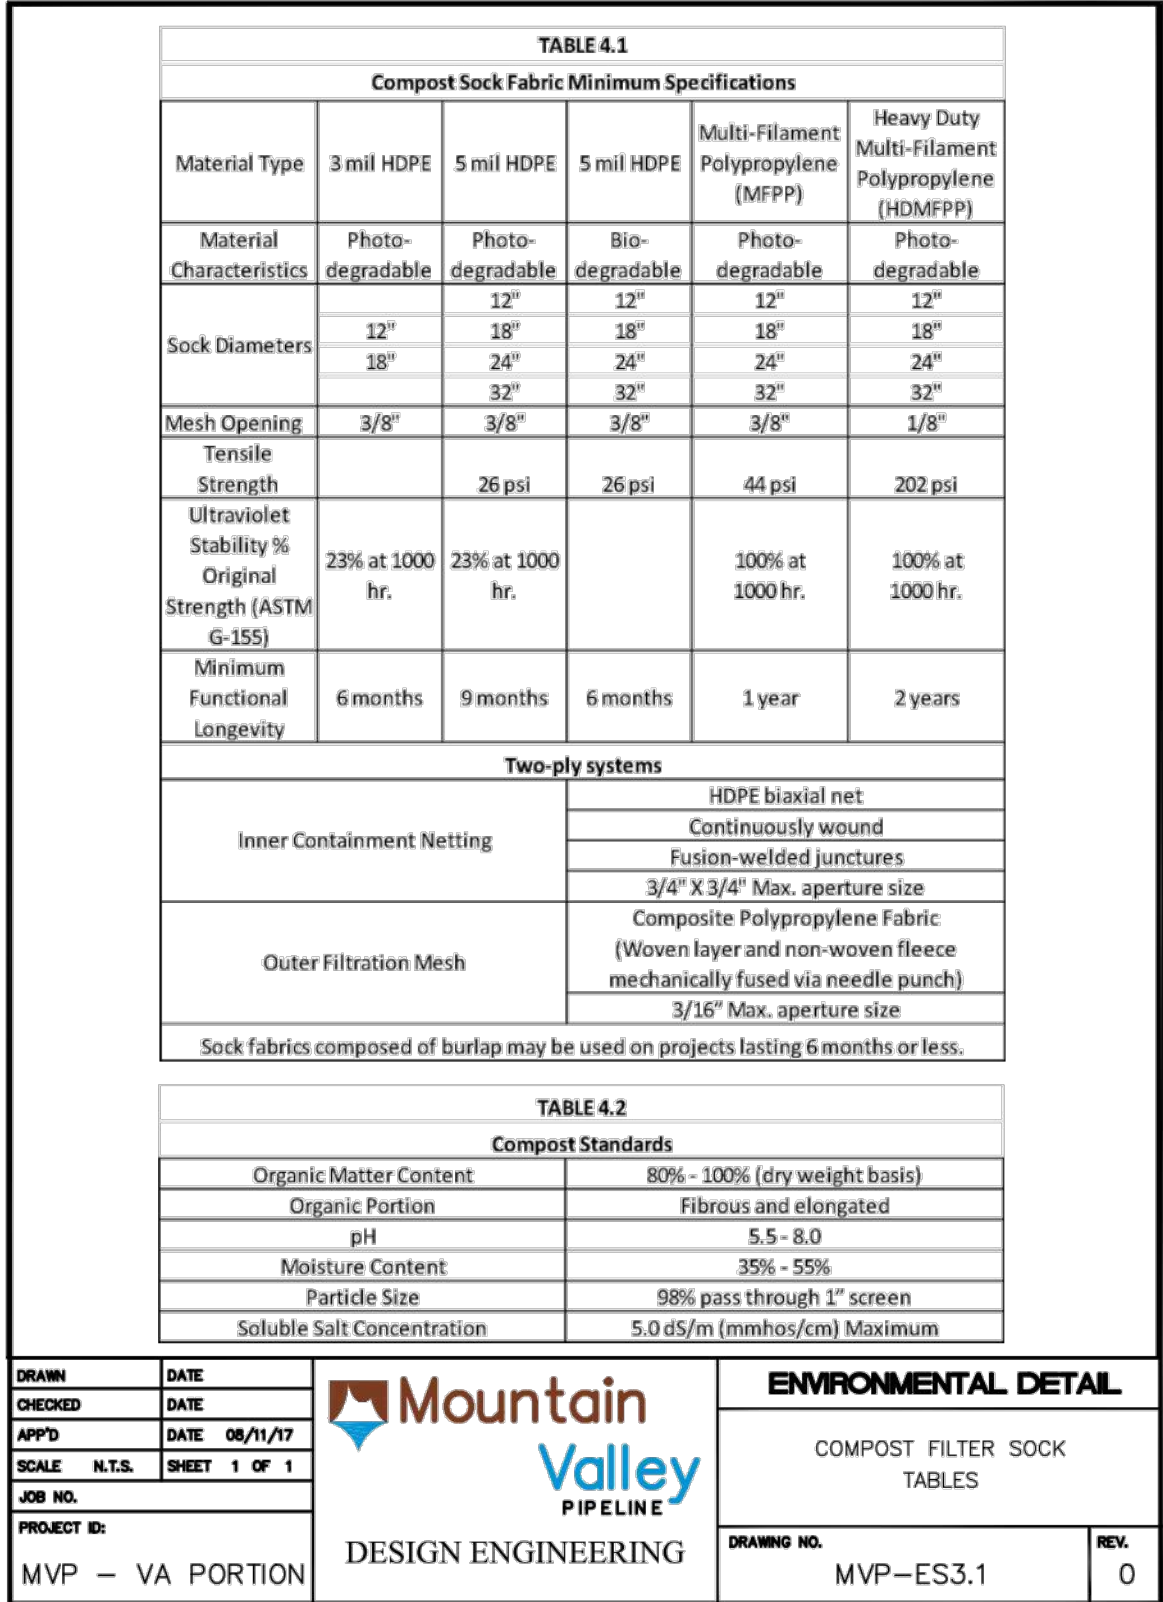 TABLE 4.1
Compost Sock Fabric Minimum Specifications
Material Type
3 mil HDPE
5 mil HDPE
5 mil HDPE
Multi-Filament
Polypropylene
(MFPP)
Heavy Duty
Multi-Filament
Polypropylene
(HDMFPP)
Material
Characteristics
Photo-
degradable
Photo-
degradable
Bio-
degradable
Photo-
degradable
Photo-
degradable
Sock Diameters
12"
18"
12"
18"
24"
32"
12"
18"
24"
32"
12"
18"
24"
32"
12"
18"
24"
32"
Mesh Opening
3/8"
3/8"
3/8"
3/8"
1/8"
Tensile
Strength
26 psi
26 psi
44 psi
202 psi
Ultraviolet
Stability %
Original
Strength (ASTM
G-155)
23% at 1000
hr.
23% at 1000
hr.
100% at
1000 hr.
100% at
1000 hr.
Minimum
Functional
Longevity
6 months
9 months
6 months
1 year
2 years
Two-ply systems
Inner Containment Netting
HDPE biaxial net
Continuously wound
Fusion-welded junctures
3/4" X 3/4" Max. aperture size
Outer Filtration Mesh
Composite Polypropylene Fabric
(Woven layer and non-woven fleece
mechanically fused via needle punch)
3/16" Max. aperture size
Sock fabrics composed of burlap may be used on projects lasting 6 months or less.
TABLE 4.2
Compost Standards
Organic Matter Content
80% - 100% (dry weight basis)
Organic Portion
Fibrous and elongated
pH
5.5 - 8.0
Moisture Content
35% - 55%
Particle Size
98% pass through 1" screen
Soluble Salt Concentration
5.0 dS/m (mmhos/cm) Maximum
DRAWN
DATE
CHECKED
DATE
APP'D
DATE 08/11/17
SCALE N.T.S.
SHEET 1 OF 1
JOB NO.
PROJECT ID:
MVP - VA PORTION
Mountain
Valley
PIPELINE
DESIGN ENGINEERING
ENVIRONMENTAL DETAIL
COMPOST FILTER SOCK
TABLES
DRAWING NO.
MVP-ES3.1
REV.
0